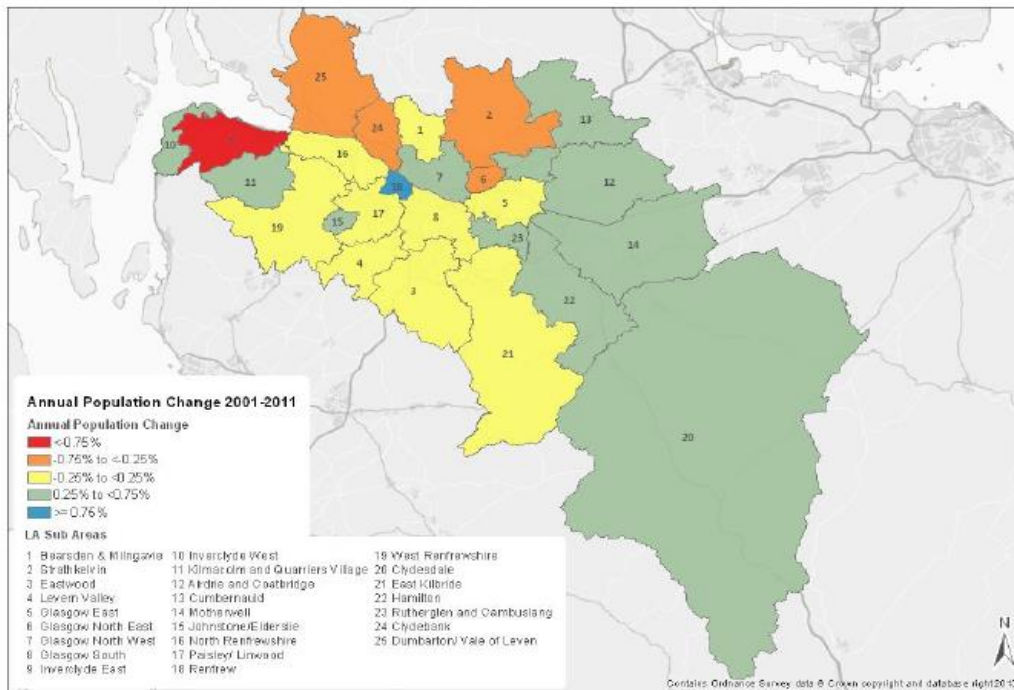 25
2
13
24
1
10
16
7
12
11
6
18
5
15
17
8
19
23
14
4
3
22
21
20
Annual Population Change 2001-2011
Annual Population Change
<-0.75%
-0.75% to <-0.25%
-0.25% to <0.25%
0.25% to <0.75%
>= 0.75%
LA Sub Areas
1 Bearsden & Milngavie 10 Inverclyde West 19 West Renfrewshire
2 Strathkelvin 11 Kilmacolm and Quarriers Village 20 Clydesdale
3 Eastwood 12 Airdrie and Coatbridge 21 East Kilbride
4 Levern Valley 13 Cumbernauld 22 Hamilton
5 Glasgow East 14 Motherwell 23 Rutherglen and Cambuslang
6 Glasgow North East 15 Johnstone/Elderslie 24 Clydebank
7 Glasgow North West 16 North Renfrewshire 25 Dumbarton/ Vale of Leven
8 Glasgow South 17 Paisley/ Linwood
9 Inverclyde East 18 Renfrew
N
Contains Ordnance Survey data © Crown copyright and database right